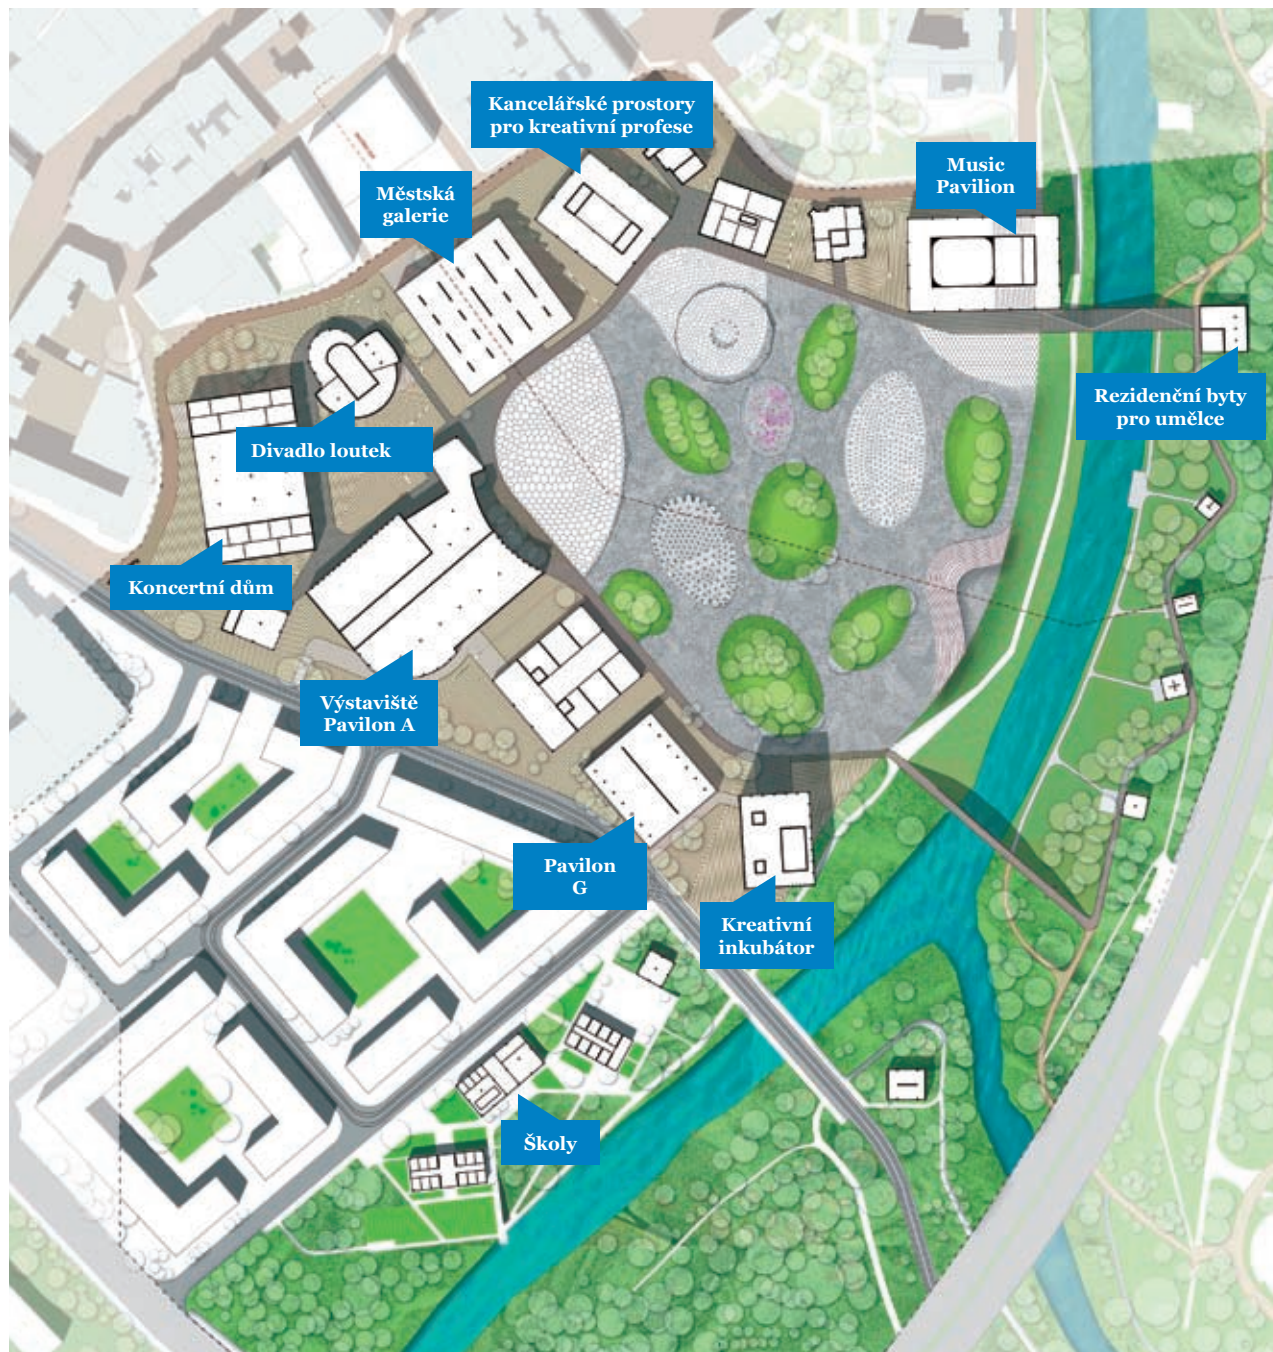 Kancelářské prostory
pro kreativní profese
Music
Pavilion
Městská
galerie
Rezidenční byty
pro umělce
Divadlo loutek
Koncertní dům
Výstaviště
Pavilon A
Pavilon
G
Kreativní
inkubátor
Školy